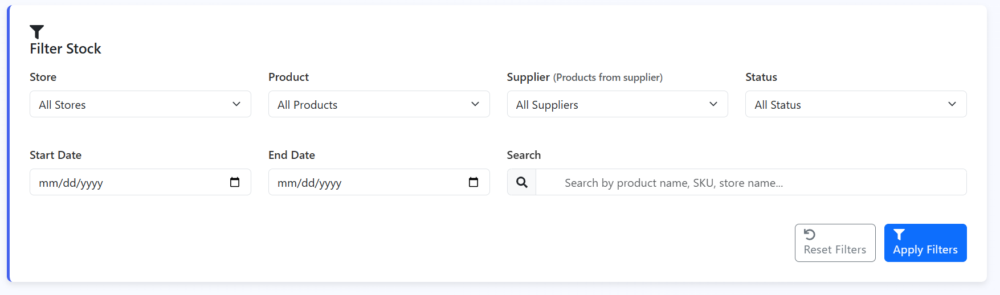 Filter Stock
Store
Product
Supplier (Products from supplier)
Status
All Stores
All Products
All Suppliers
All Status
Start Date
End Date
Search
mm/dd/yyyy
mm/dd/yyyy
Search by product name, SKU, store name...
Reset Filters
Apply Filters